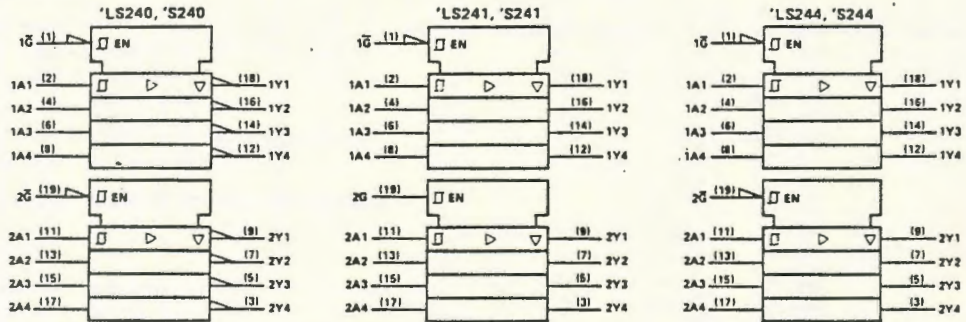 'LS240, 'S240
1G̅ (1) EN
1A1 (2) (18) 1Y1
1A2 (4) (16) 1Y2
1A3 (6) (14) 1Y3
1A4 (8) (12) 1Y4
2G̅ (19) EN
2A1 (11) (9) 2Y1
2A2 (13) (7) 2Y2
2A3 (15) (5) 2Y3
2A4 (17) (3) 2Y4
'LS241, 'S241
1G̅ (1) EN
1A1 (2) (18) 1Y1
1A2 (4) (16) 1Y2
1A3 (6) (14) 1Y3
1A4 (8) (12) 1Y4
2G (19) EN
2A1 (11) (9) 2Y1
2A2 (13) (7) 2Y2
2A3 (15) (5) 2Y3
2A4 (17) (3) 2Y4
'LS244, 'S244
1G̅ (1) EN
1A1 (2) (18) 1Y1
1A2 (4) (16) 1Y2
1A3 (6) (14) 1Y3
1A4 (8) (12) 1Y4
2G̅ (19) EN
2A1 (11) (9) 2Y1
2A2 (13) (7) 2Y2
2A3 (15) (5) 2Y3
2A4 (17) (3) 2Y4